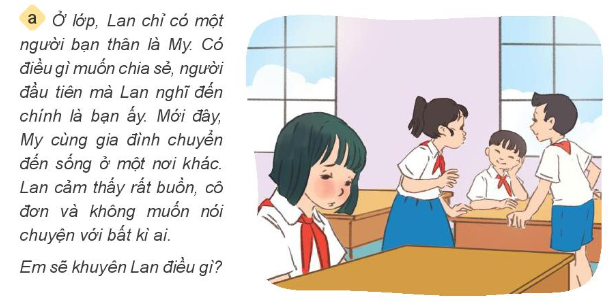 a Ở lớp, Lan chỉ có một
người bạn thân là My. Có
điều gì muốn chia sẻ, người
đầu tiên mà Lan nghĩ đến
chính là bạn ấy. Mới đây,
My cùng gia đình chuyển
đến sống ở một nơi khác.
Lan cảm thấy rất buồn, cô
đơn và không muốn nói
chuyện với bất kì ai.
Em sẽ khuyên Lan điều gì?